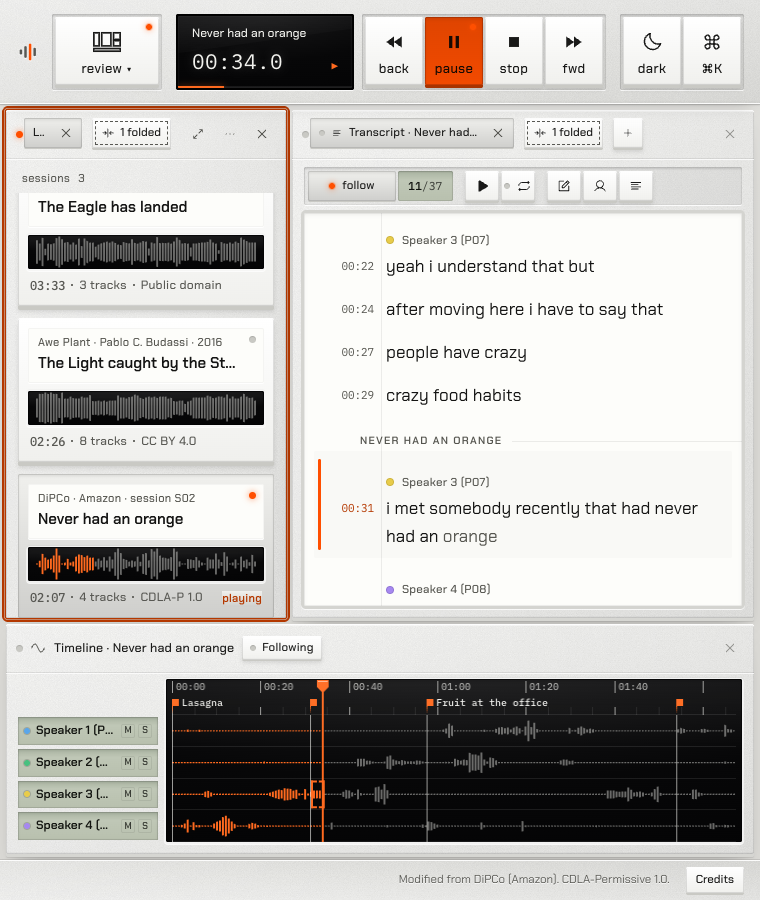 Never had an orange
00:34.0
review
back
pause
stop
fwd
dark
⌘K
L..
1 folded
...
Transcript · Never had...
1 folded
+
sessions 3
The Eagle has landed
03:33 · 3 tracks · Public domain
Awe Plant · Pablo C. Budassi · 2016
The Light caught by the St...
02:26 · 8 tracks · CC BY 4.0
DiPCo · Amazon · session S02
Never had an orange
02:07 · 4 tracks · CDLA-P 1.0 playing
follow
11/37
Speaker 3 (P07)
00:22 yeah i understand that but
00:24 after moving here i have to say that
00:27 people have crazy
00:29 crazy food habits
NEVER HAD AN ORANGE
Speaker 3 (P07)
00:31 i met somebody recently that had never
had an orange
Speaker 4 (P08)
Timeline · Never had an orange
Following
00:00 00:20 00:40 01:00 01:20 01:40
Lasagna Fruit at the office
Speaker 1 (P... M S
Speaker 2 (... M S
Speaker 3 (... M S
Speaker 4 (... M S
Modified from DiPCo (Amazon). CDLA-Permissive 1.0.
Credits